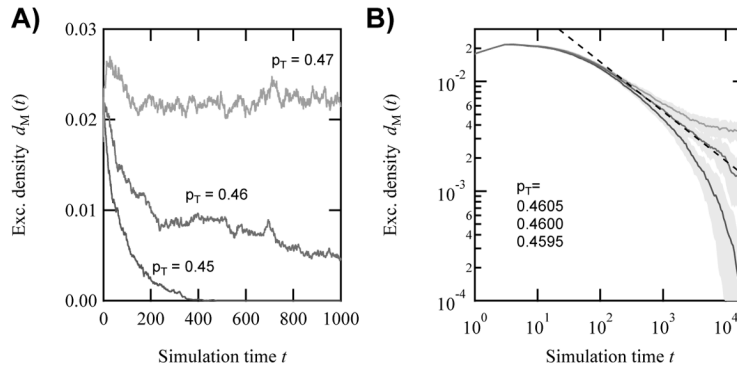 A)
0.03
0.02
0.01
0.00
Exc. density d_M (t)
p_T = 0.47
p_T = 0.46
p_T = 0.45
0 200 400 600 800 1000
Simulation time t
B)
2
10^-2
6
4
2
10^-3
6
4
2
10^-4
Exc. density d_M (t)
p_T=
0.4605
0.4600
0.4595
10^0 10^1 10^2 10^3 10^4
Simulation time t